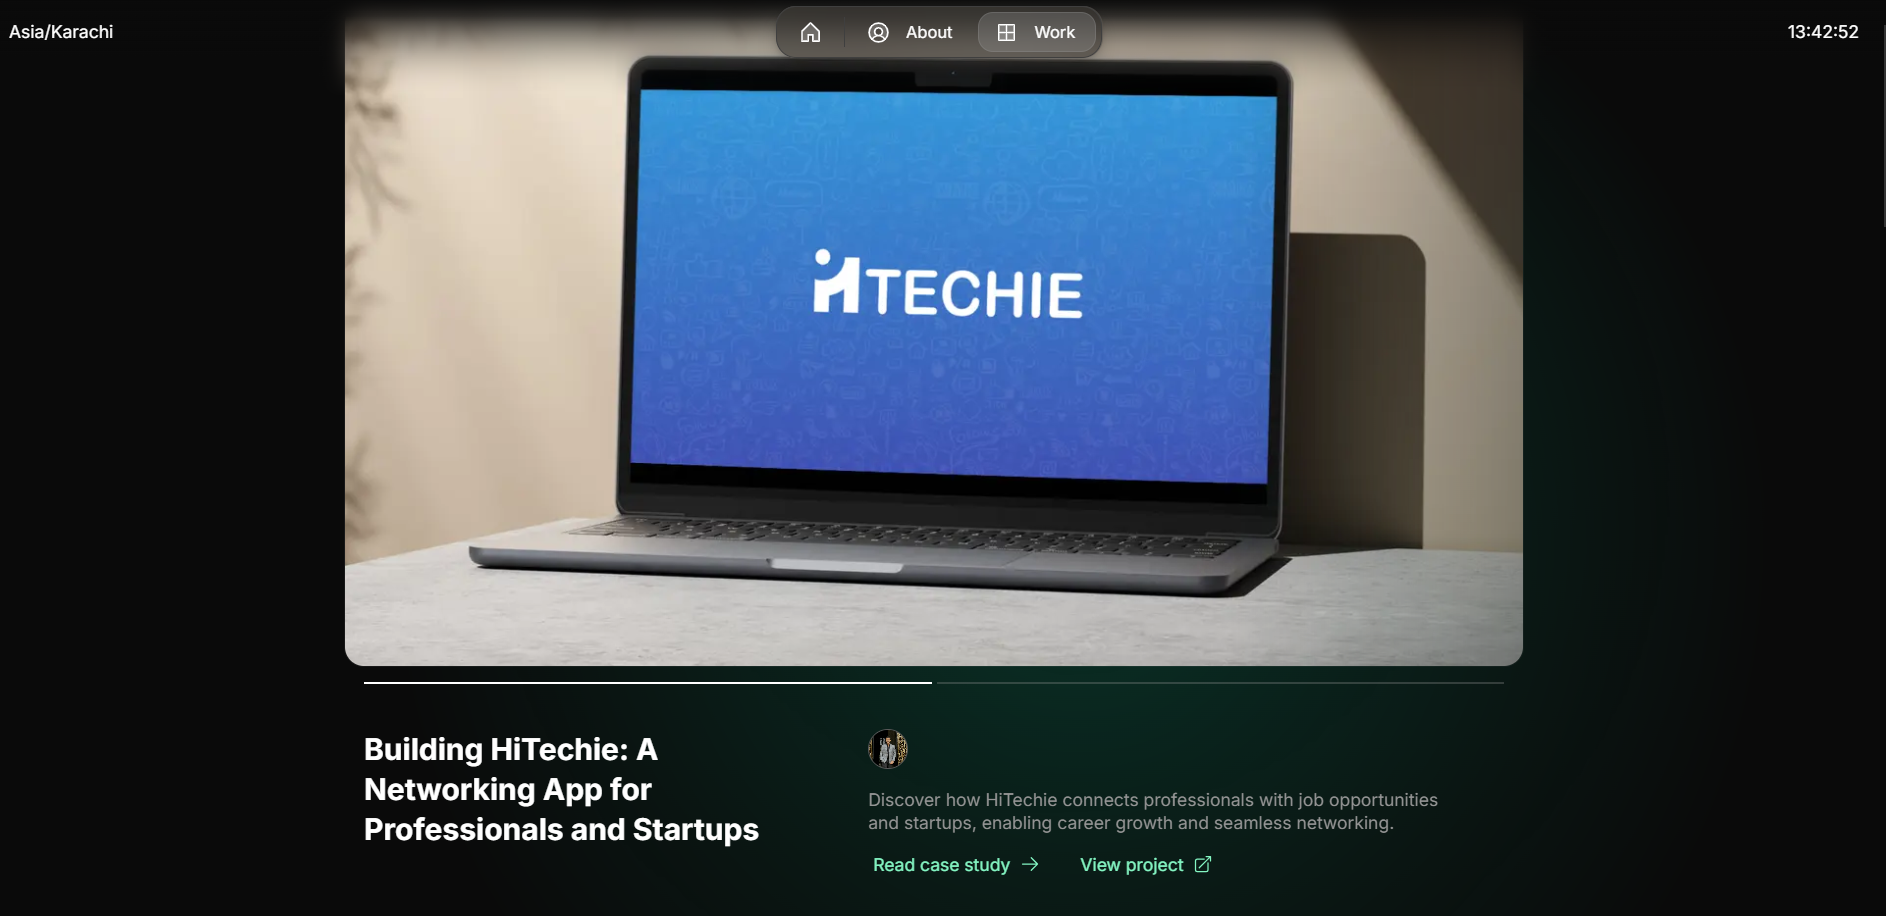 Asia/Karachi
About
Work
13:42:52
HiTECHIE
Building HiTechie: A
Networking App for
Professionals and Startups
Discover how HiTechie connects professionals with job opportunities
and startups, enabling career growth and seamless networking.
Read case study
View project